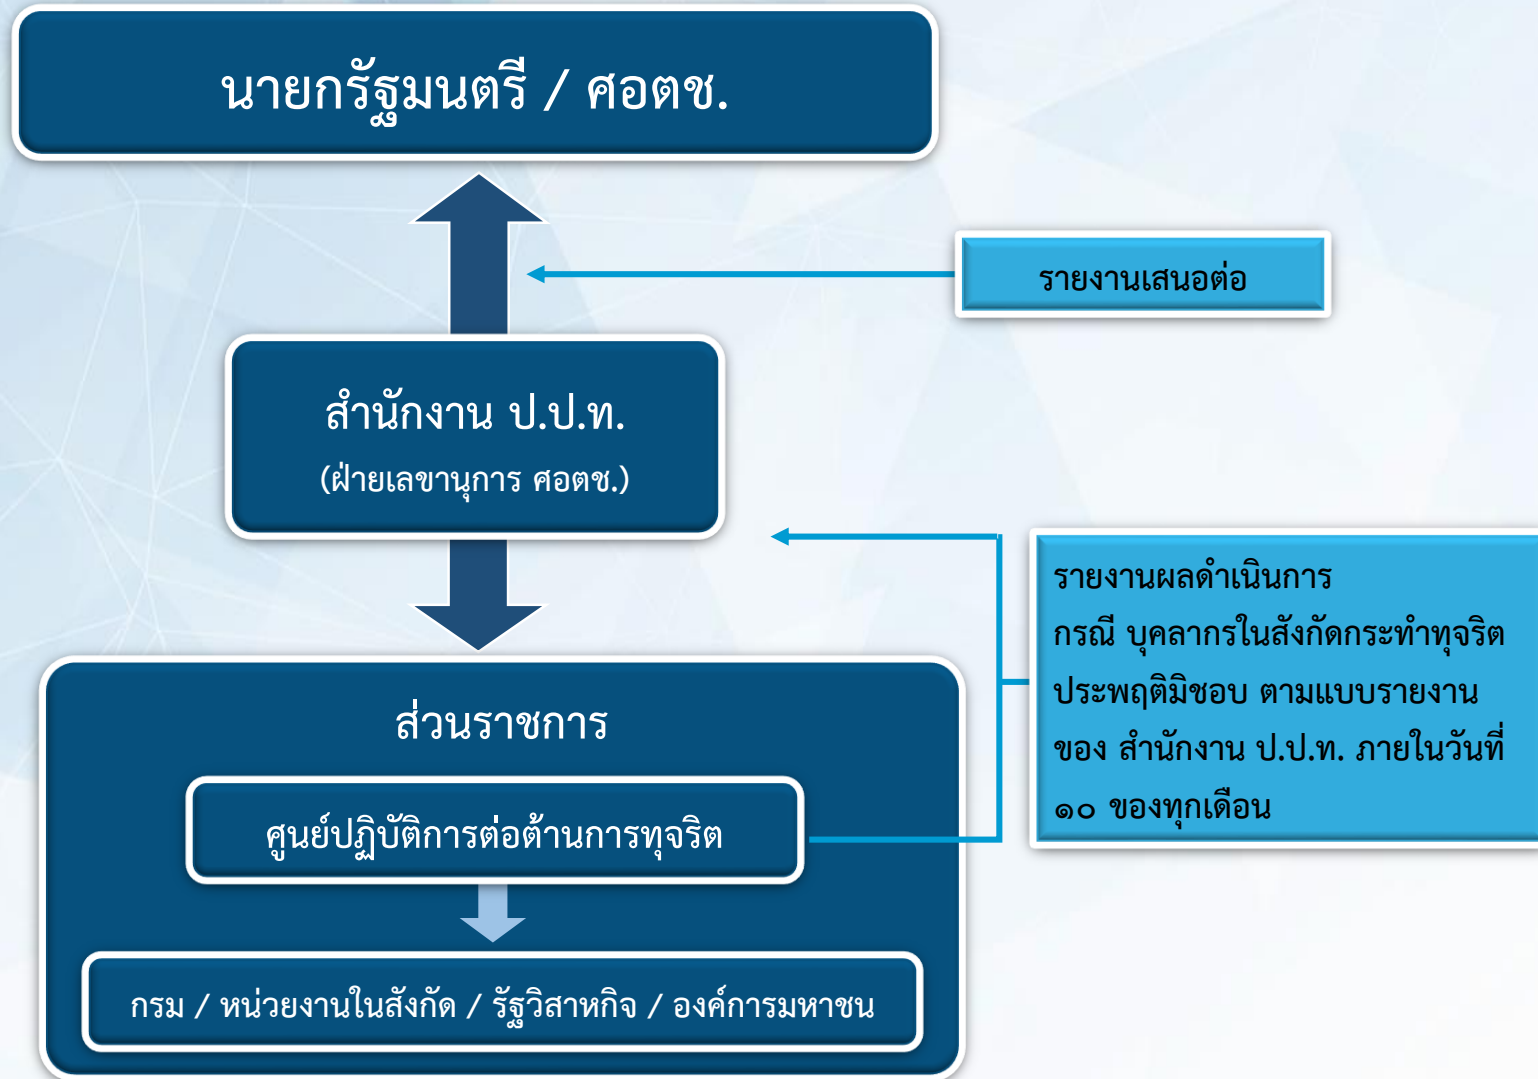 นายกรัฐมนตรี / ศอตช.
รายงานเสนอต่อ
สำนักงาน ป.ป.ท.
(ฝ่ายเลขานุการ ศอตช.)
รายงานผลดำเนินการ
กรณี บุคลากรในสังกัดกระทำทุจริต
ประพฤติมิชอบ ตามแบบรายงาน
ของ สำนักงาน ป.ป.ท. ภายในวันที่
๑๐ ของทุกเดือน
ส่วนราชการ
ศูนย์ปฏิบัติการต่อต้านการทุจริต
กรม / หน่วยงานในสังกัด / รัฐวิสาหกิจ / องค์การมหาชน